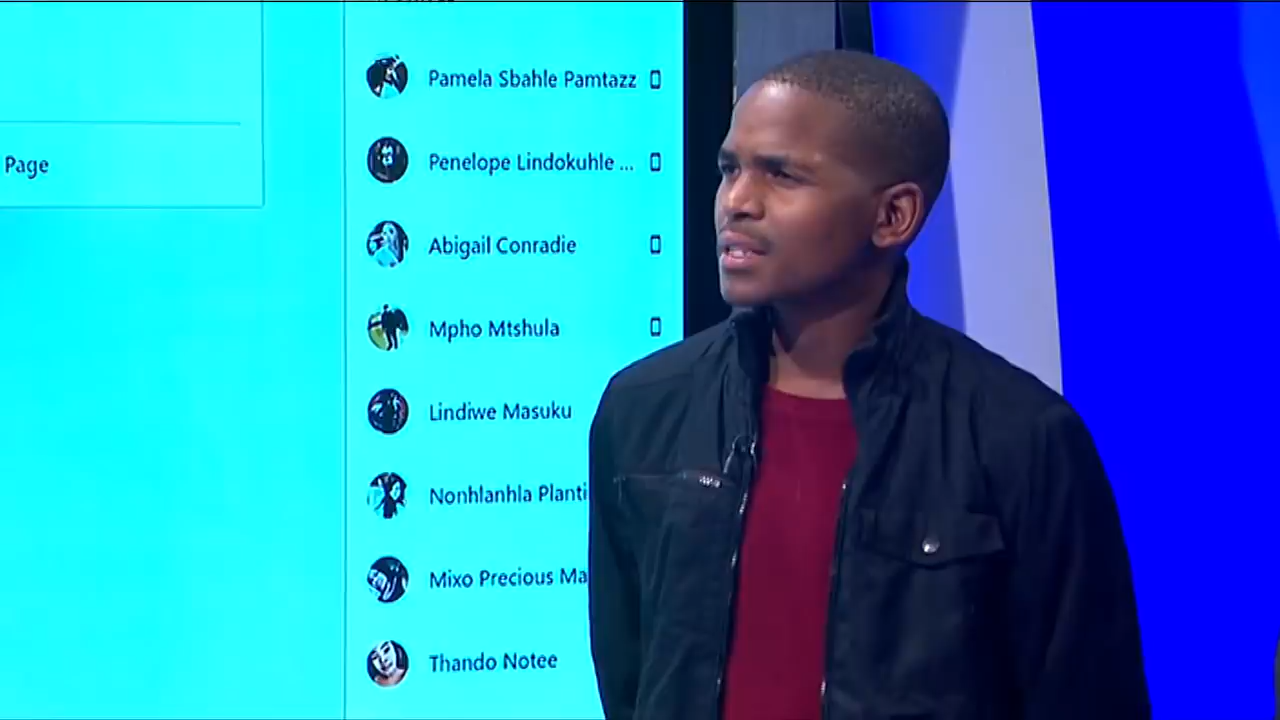 Page
Pamela Sbahle Pamtazz
Penelope Lindokuhle ...
Abigail Conradie
Mpho Mtshula
Lindiwe Masuku
Nonhlanhla Planti
Mixo Precious Ma
Thando Notee